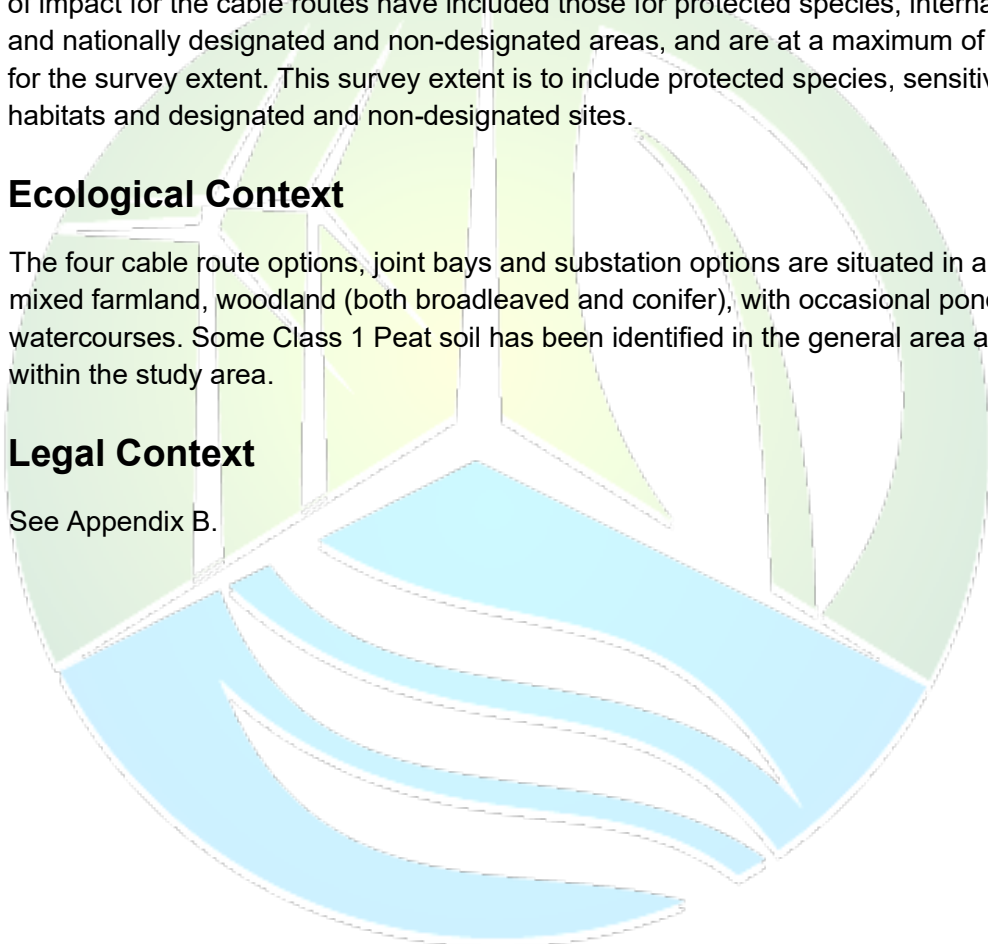 of impact for the cable routes have included those for protected species,
and nationally designated and non-designated areas, and are at a maximum of
for the survey extent. This survey extent is to include protected species,
habitats and designated and non-designated sites.
Ecological Context
The four cable route options, joint bays and substation options are situated in a
mixed farmland, woodland (both broadleaved and conifer), with occasional
watercourses. Some Class 1 Peat soil has been identified in the general area
within the study area.
Legal Context
See Appendix B.